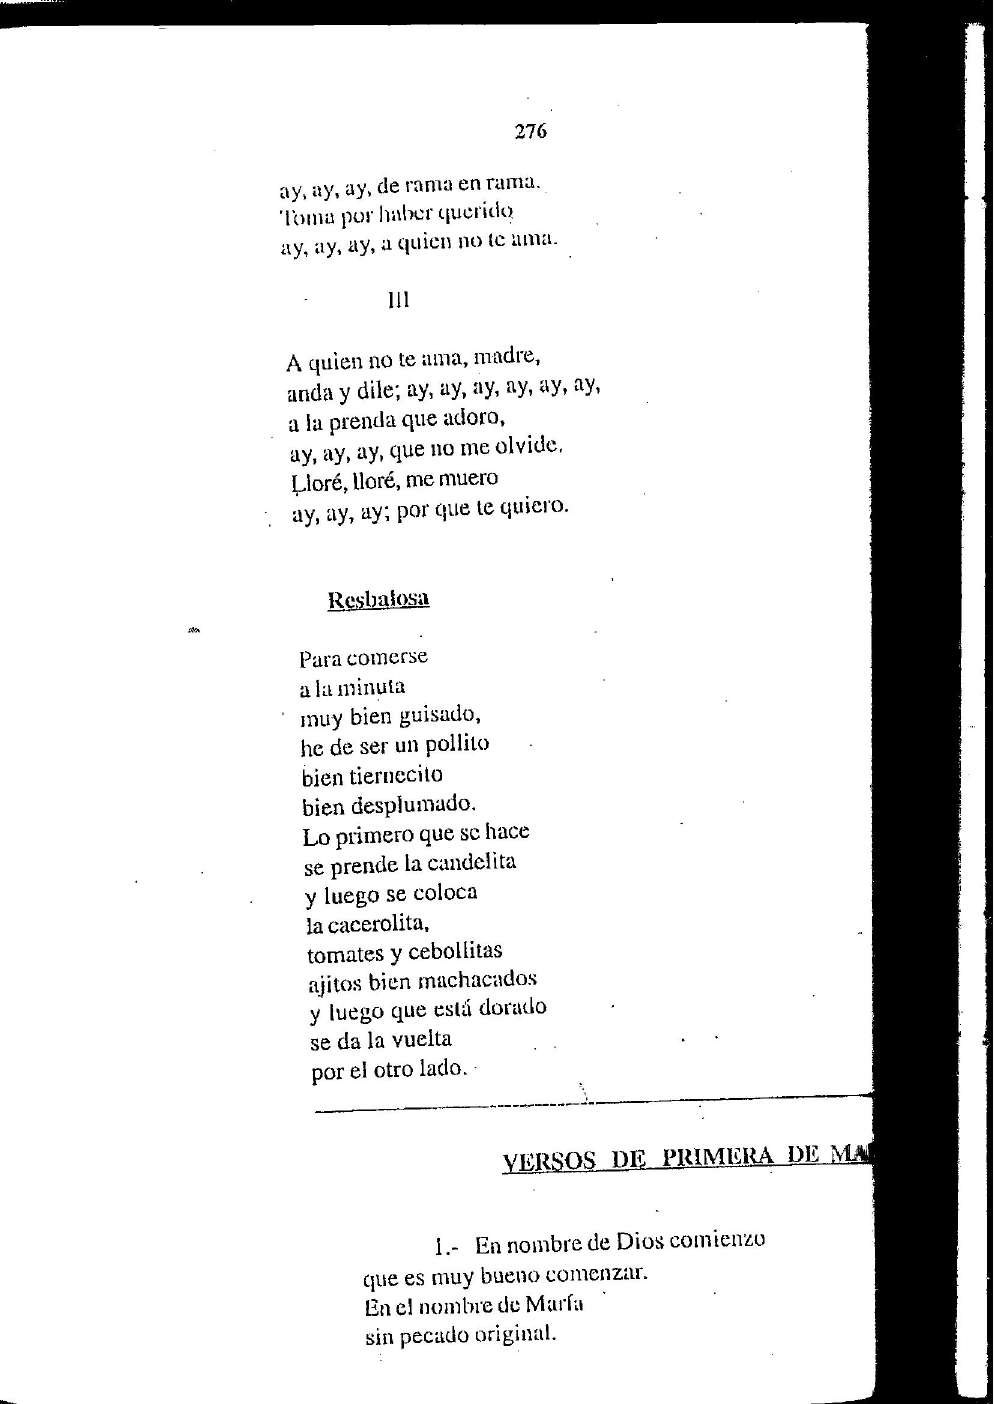 276
ay, ay, ay, de rama en rama.
Toma por haber querido
ay, ay, ay, a quien no te ama.
III
A quien no te ama, madre,
anda y dile; ay, ay, ay, ay, ay, ay,
a la prenda que adoro,
ay, ay, ay, que no me olvide.
Lloré, lloré, me muero
ay, ay, ay; por que te quiero.
Resbalosa
Para comerse
a la minuta
muy bien guisado,
he de ser un pollito
bien tiernecito
bien desplumado.
Lo primero que se hace
se prende la candelita
y luego se coloca
la cacerolita,
tomates y cebollitas
ajitos bien machacados
y luego que está dorado
se da la vuelta
por el otro lado.
VERSOS DE PRIMERA DE
1.- En nombre de Dios comienzo
que es muy bueno comenzar.
En el nombre de María
sin pecado original.